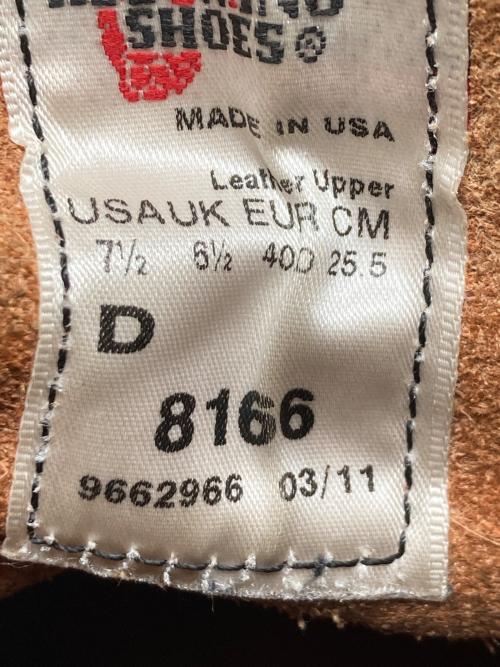 SHOES®
MADE IN USA
Leather Upper
USA UK EUR CM
7½ 6½ 40D 25.5
D
8166
9662966 03/11